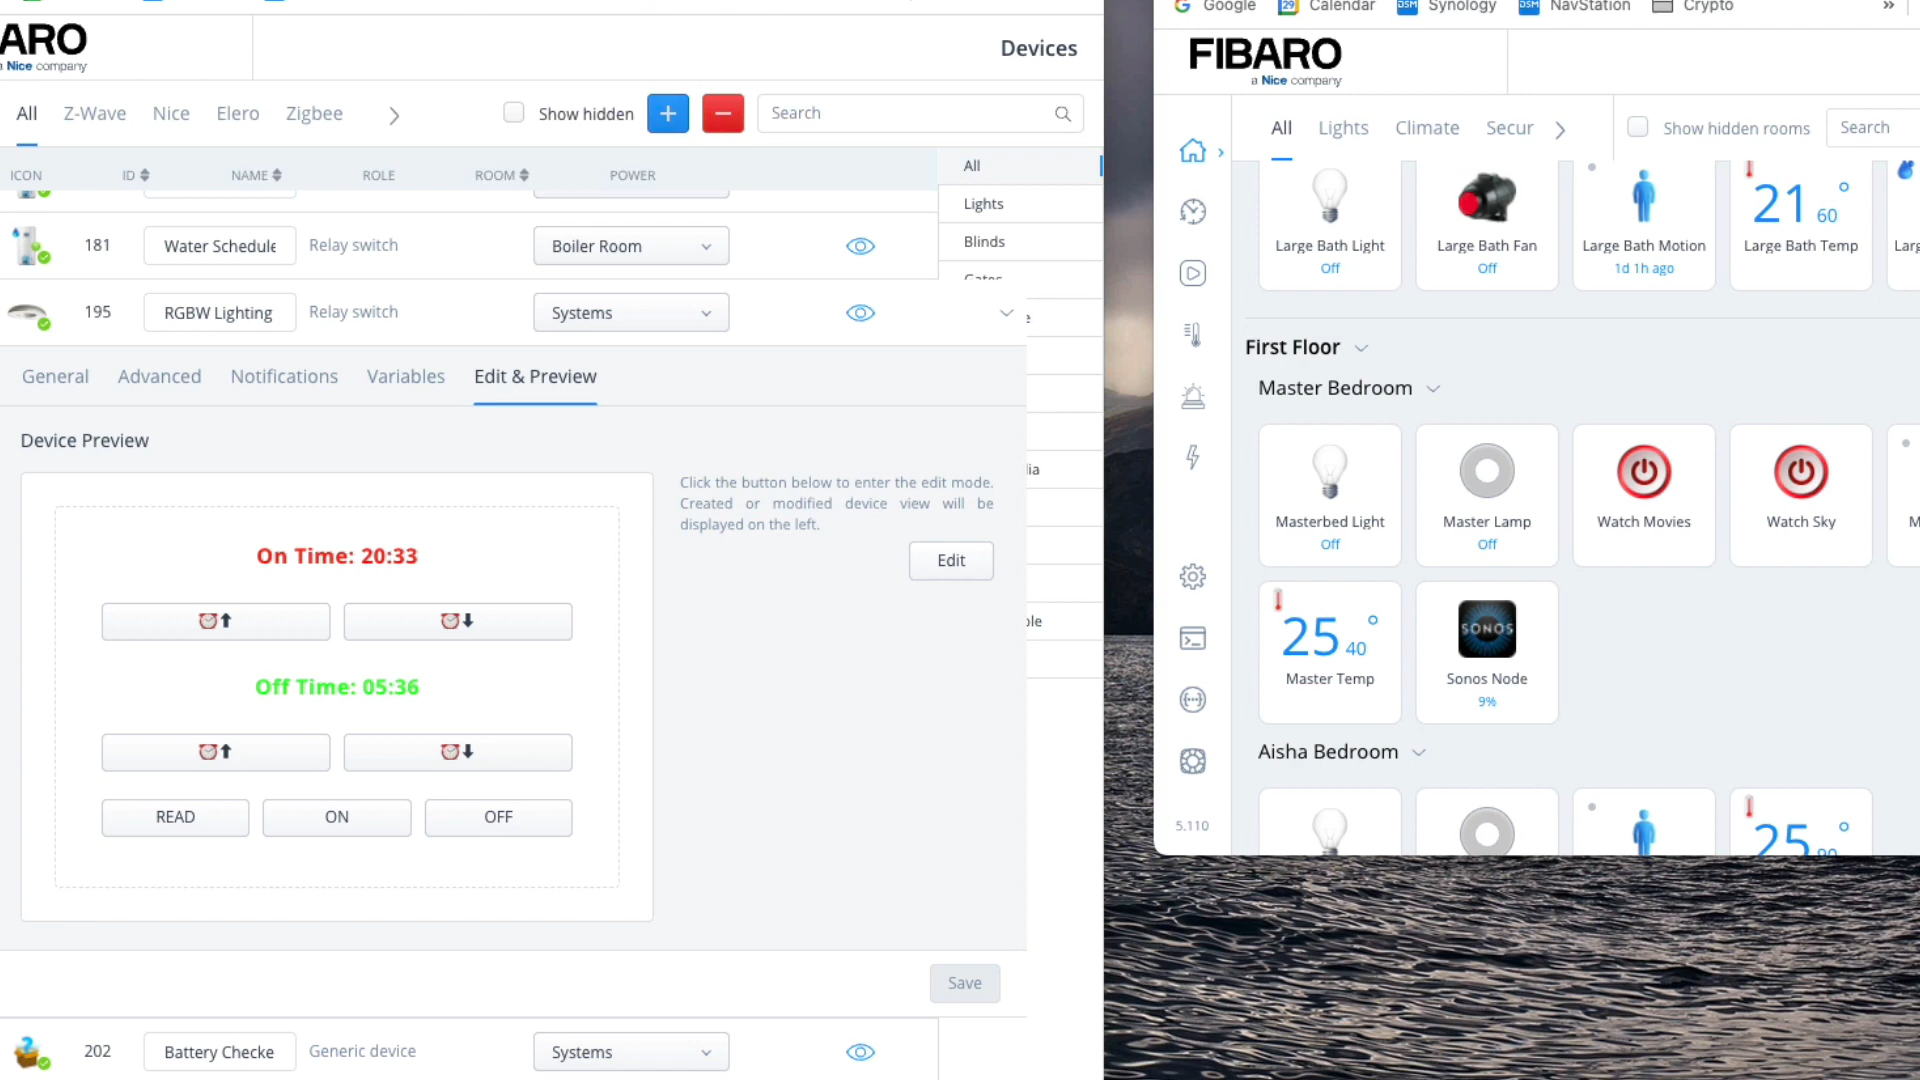 ARO
a Nice company
Devices
All
Z-Wave
Nice
Elero
Zigbee
Show hidden
+
−
Search
ICON
ID
NAME
ROLE
ROOM
POWER
All
Lights
Blinds
181
Water Schedule
Relay switch
Boiler Room
195
RGBW Lighting
Relay switch
Systems
General
Advanced
Notifications
Variables
Edit & Preview
Device Preview
On Time: 20:33
Off Time: 05:36
READ
ON
OFF
Click the button below to enter the edit mode.
Created or modified device view will be
displayed on the left.
Edit
Save
202
Battery Checke
Generic device
Systems
Google
Calendar
DSM
Synology
DSM
NavStation
Crypto
»
FIBARO
a Nice company
All
Lights
Climate
Secur
Show hidden rooms
Search
Large Bath Light
Off
Large Bath Fan
Off
Large Bath Motion
1d 1h ago
21 60 °
Large Bath Temp
Larg
First Floor
Master Bedroom
Masterbed Light
Off
Master Lamp
Off
Watch Movies
Watch Sky
M
25 40 °
Master Temp
SONOS
Sonos Node
9%
Aisha Bedroom
25 90 °
5.110